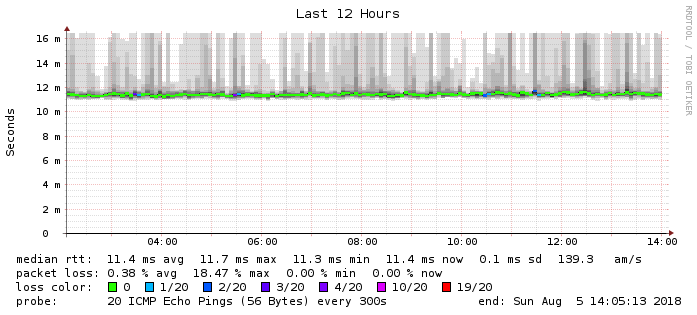 Last 12 Hours
RRDTOOL / TOBI OETIKER
Seconds
16 m
14 m
12 m
10 m
8 m
6 m
4 m
2 m
0
04:00 06:00 08:00 10:00 12:00 14:00
median rtt: 11.4 ms avg 11.7 ms max 11.3 ms min 11.4 ms now 0.1 ms sd 139.3 am/s
packet loss: 0.38 % avg 18.47 % max 0.00 % min 0.00 % now
loss color: 0 1/20 2/20 3/20 4/20 10/20 19/20
probe: 20 ICMP Echo Pings (56 Bytes) every 300s end: Sun Aug 5 14:05:13 2018